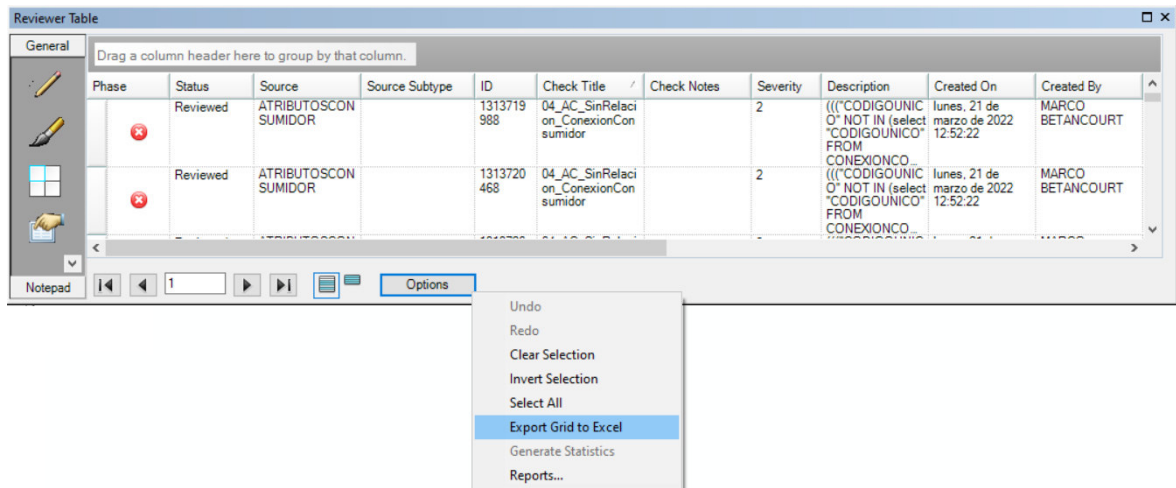 Reviewer Table
General
Drag a column header here to group by that column.
Phase Status Source Source Subtype ID Check Title Check Notes Severity Description Created On Created By
Reviewed ATRIBUTOSCON 1313719 04_AC_SinRelaci 2 ((("CODIGOUNIC lunes, 21 de MARCO
SUMIDOR 988 on_ConexionCon O" NOT IN (select marzo de 2022 BETANCOURT
sumidor "CODIGOUNICO" 12:52:22
FROM
CONEXIONCO...
Reviewed ATRIBUTOSCON 1313720 04_AC_SinRelaci 2 ((("CODIGOUNIC lunes, 21 de MARCO
SUMIDOR 468 on_ConexionCon O" NOT IN (select marzo de 2022 BETANCOURT
sumidor "CODIGOUNICO" 12:52:22
FROM
CONEXIONCO...
Notepad 1 Options
Undo
Redo
Clear Selection
Invert Selection
Select All
Export Grid to Excel
Generate Statistics
Reports...